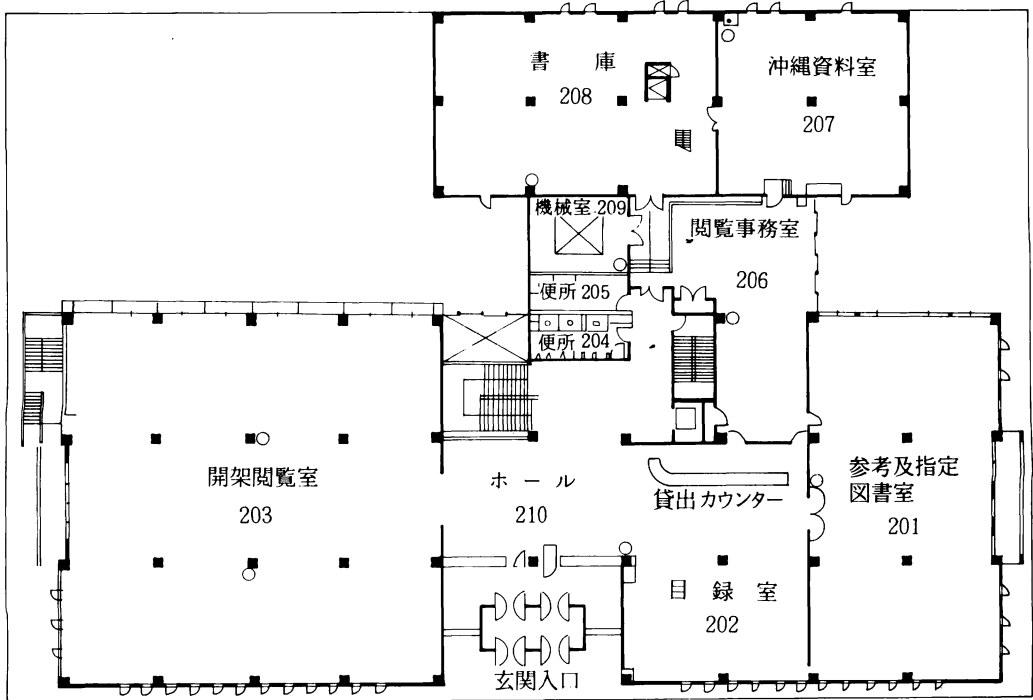 書庫
208
沖縄資料室
207
機械室 209
閲覧事務室
206
便所 205
便所 204
開架閲覧室
203
ホール
210
貸出カウンター
参考及指定
図書室
201
目録室
202
玄関入口